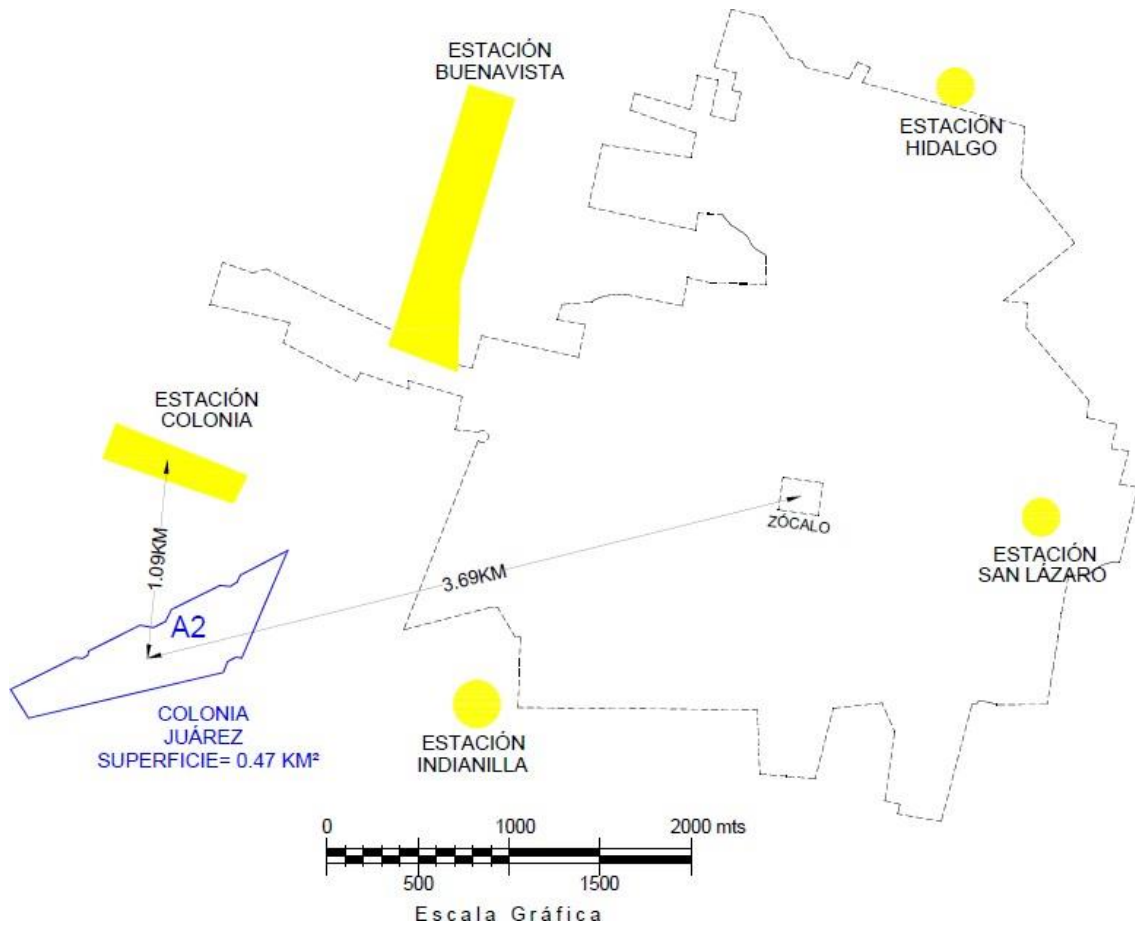 ESTACIÓN
BUENAVISTA
ESTACIÓN
HIDALGO
ESTACIÓN
COLONIA
1.09KM
3.69KM
ZÓCALO
ESTACIÓN
SAN LÁZARO
A2
COLONIA
JUÁREZ
SUPERFICIE= 0.47 KM²
ESTACIÓN
INDIANILLA
0 1000 2000 mts
500 1500
Escala Gráfica